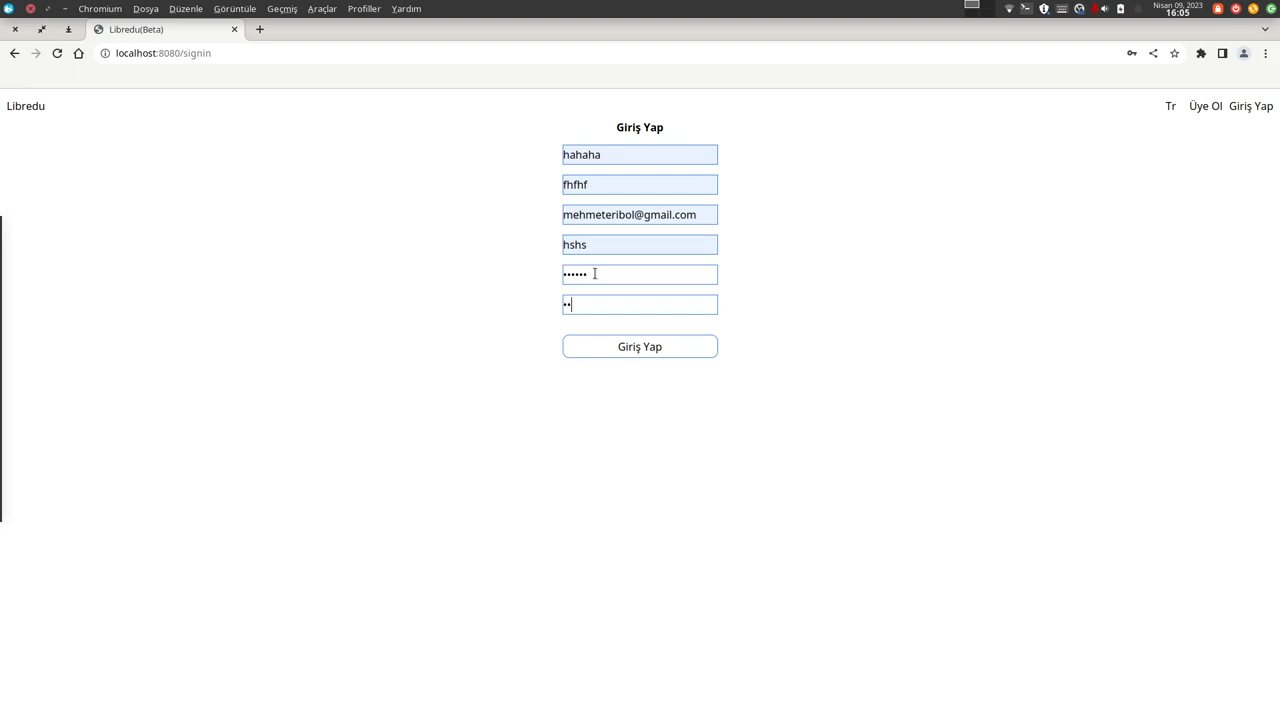 Chromium Dosya Düzenle Görüntüle Geçmiş Araçlar Profiller Yardım
Nisan 09, 2023
16:05
Libredu(Beta)
localhost:8080/signin
Libredu
Tr Üye Ol Giriş Yap
Giriş Yap
hahaha
fhfhf
mehmeteribol@gmail.com
hshs
••••••
••
Giriş Yap